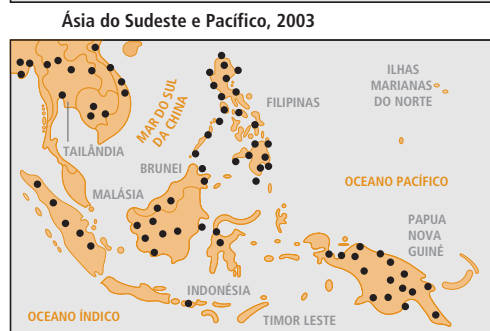 Ásia do Sudeste e Pacífico, 2003
MAR DO SUL
DA CHINA
FILIPINAS
ILHAS
MARIANAS
DO NORTE
TAILÂNDIA
BRUNEI
MALÁSIA
OCEANO PACÍFICO
PAPUA
NOVA
GUINÉ
INDONÉSIA
OCEANO ÍNDICO
TIMOR LESTE